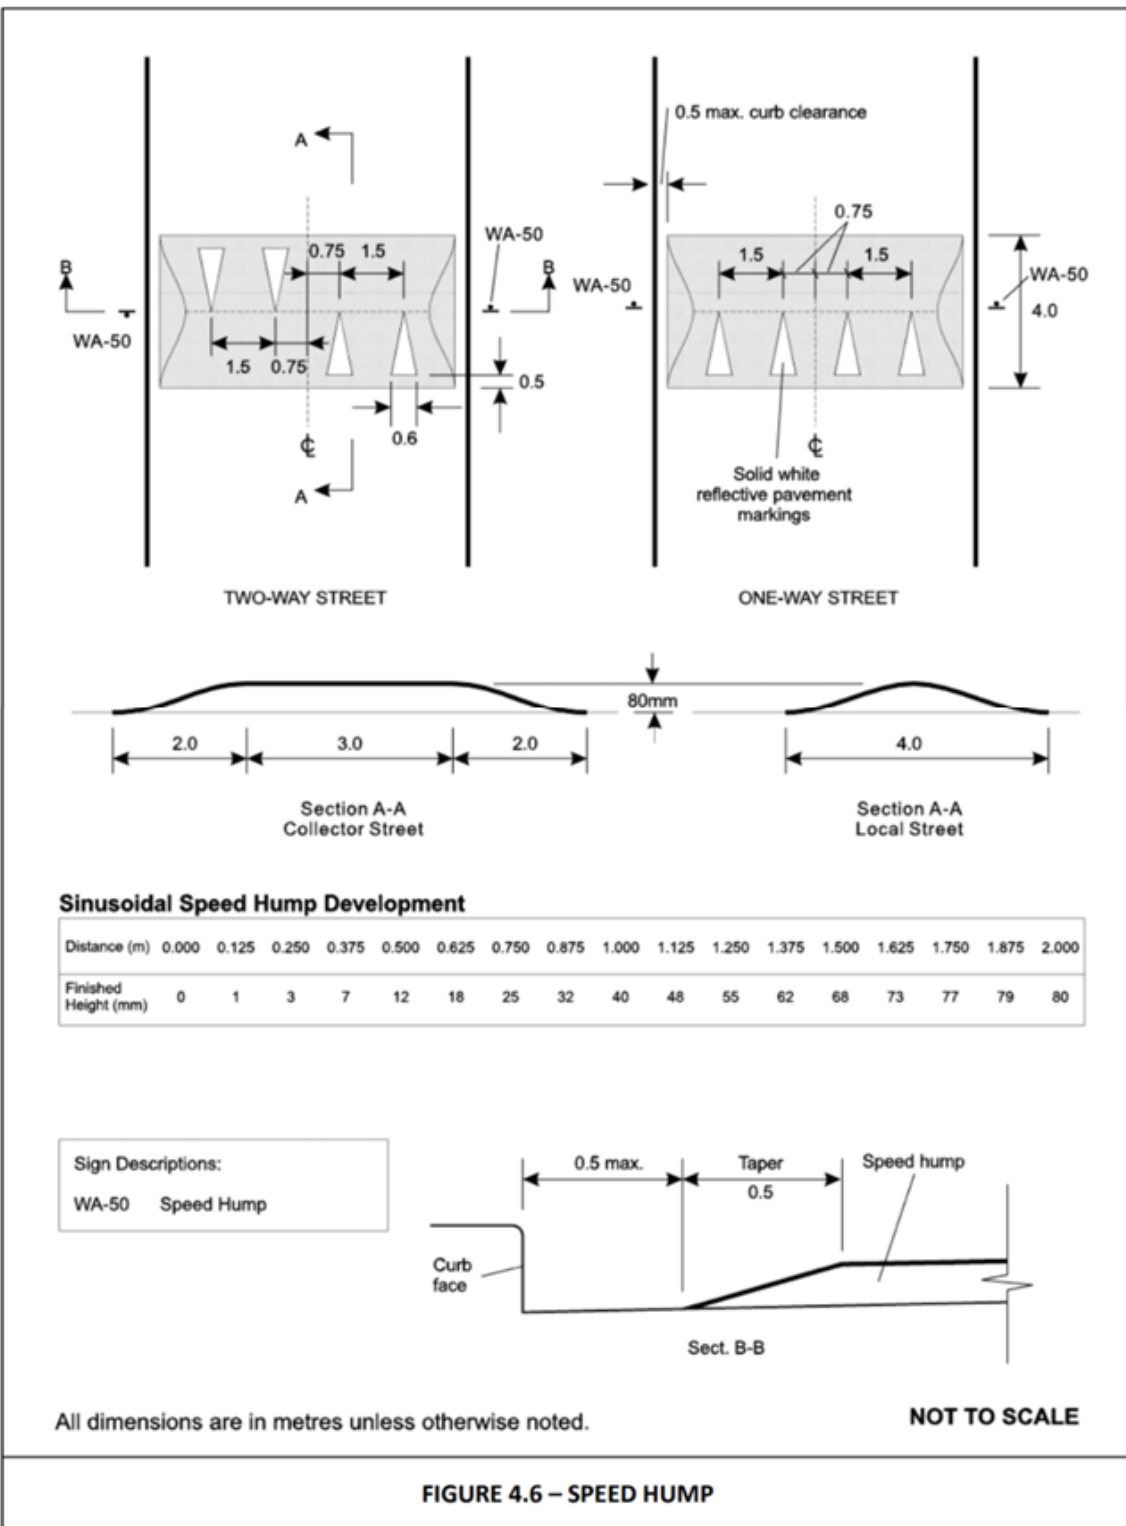 0.5 max. curb clearance
A
0.75
WA-50
0.75 1.5
B
B
1.5
1.5
WA-50
WA-50
WA-50
4.0
1.5 0.75
0.5
0.6
℄
℄
A
Solid white
reflective pavement
markings
TWO-WAY STREET
ONE-WAY STREET
80mm
2.0 3.0 2.0
4.0
Section A-A
Collector Street
Section A-A
Local Street
Sinusoidal Speed Hump Development
Distance (m) 0.000 0.125 0.250 0.375 0.500 0.625 0.750 0.875 1.000 1.125 1.250 1.375 1.500 1.625 1.750 1.875 2.000
Finished
Height (mm) 0 1 3 7 12 18 25 32 40 48 55 62 68 73 77 79 80
Sign Descriptions:
WA-50 Speed Hump
0.5 max.
Taper
0.5
Speed hump
Curb
face
Sect. B-B
All dimensions are in metres unless otherwise noted.
NOT TO SCALE
FIGURE 4.6 – SPEED HUMP